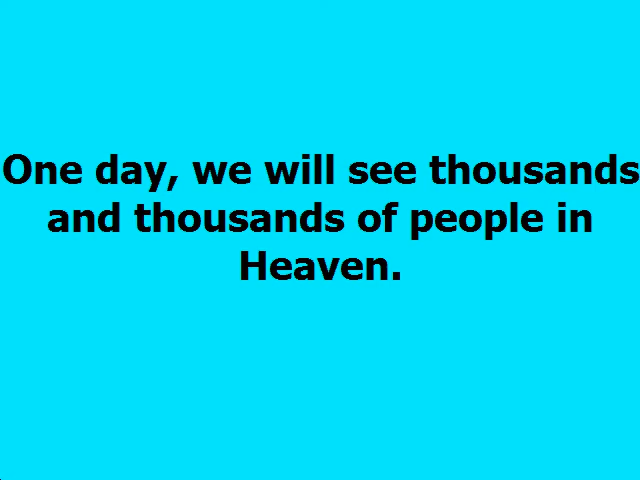 One day, we will see thousands
and thousands of people in
Heaven.